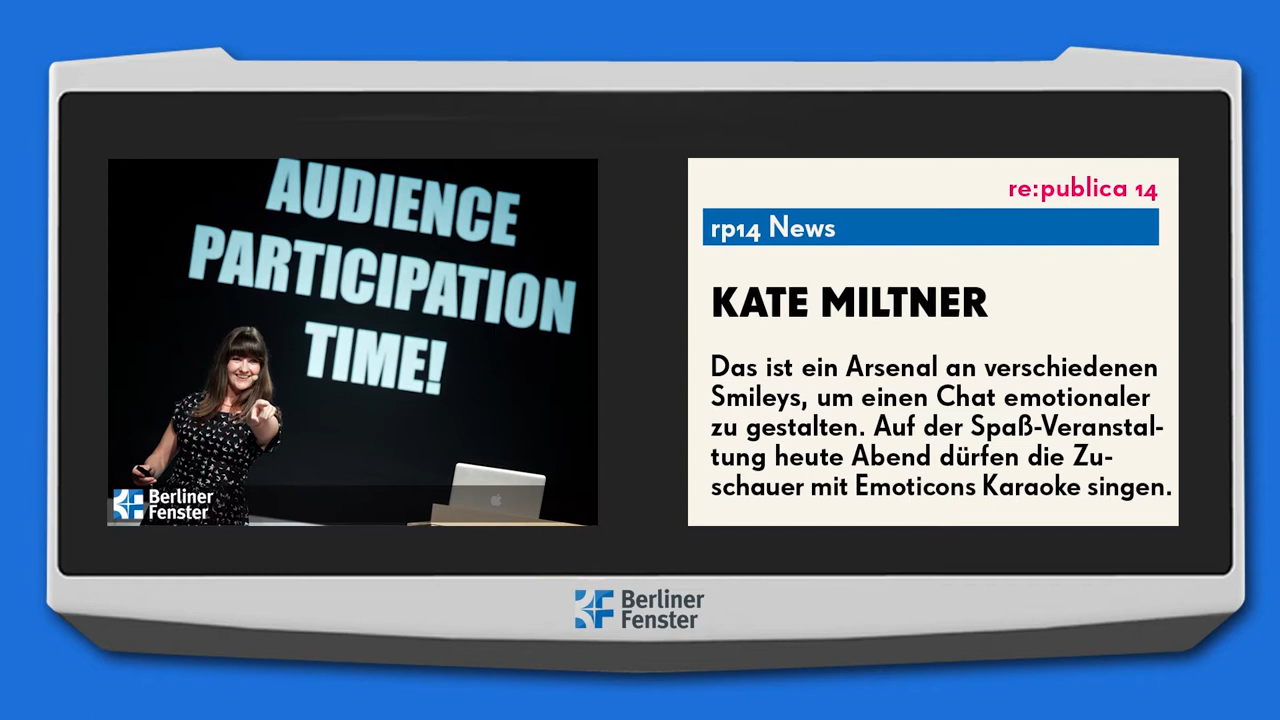 AUDIENCE
PARTICIPATION
TIME!
Berliner
Fenster
re:publica 14
rp14 News
KATE MILTNER
Das ist ein Arsenal an verschiedenen
Smileys, um einen Chat emotionaler
zu gestalten. Auf der Spaß-Veranstal-
tung heute Abend dürfen die Zu-
schauer mit Emoticons Karaoke singen.
Berliner
Fenster